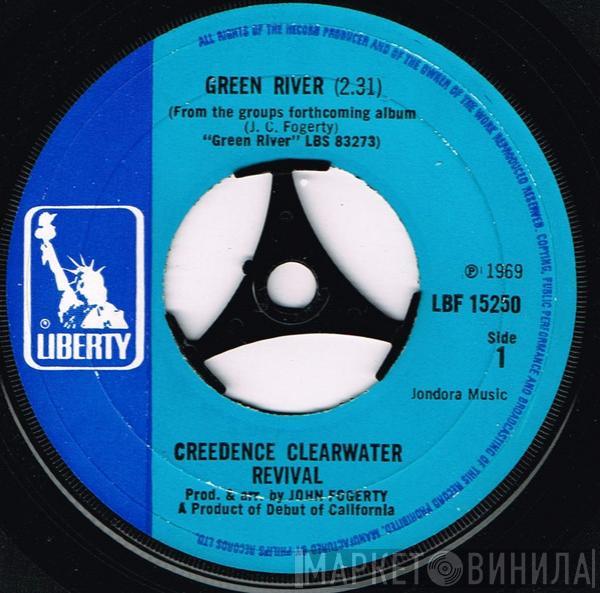 ALL RIGHTS OF THE RECORD PRODUCER AND OF THE OWNER OF THE WORK REPRODUCED RESERVED. COPYING, PUBLIC PERFORMANCE AND BROADCASTING OF THIS RECORD PROHIBITED. MANUFACTURED BY PHILIPS RECORDS LTD.
GREEN RIVER (2.31)
(From the groups forthcoming album
(J. C. Fogerty)
"Green River" LBS 83273)
℗ 1969
LBF 15250
Side
1
® LIBERTY
Jondora Music
CREEDENCE CLEARWATER
REVIVAL
Prod. & arr. by JOHN FOGERTY
A Product of Debut of California
МАРКЕТ ВИНИЛА